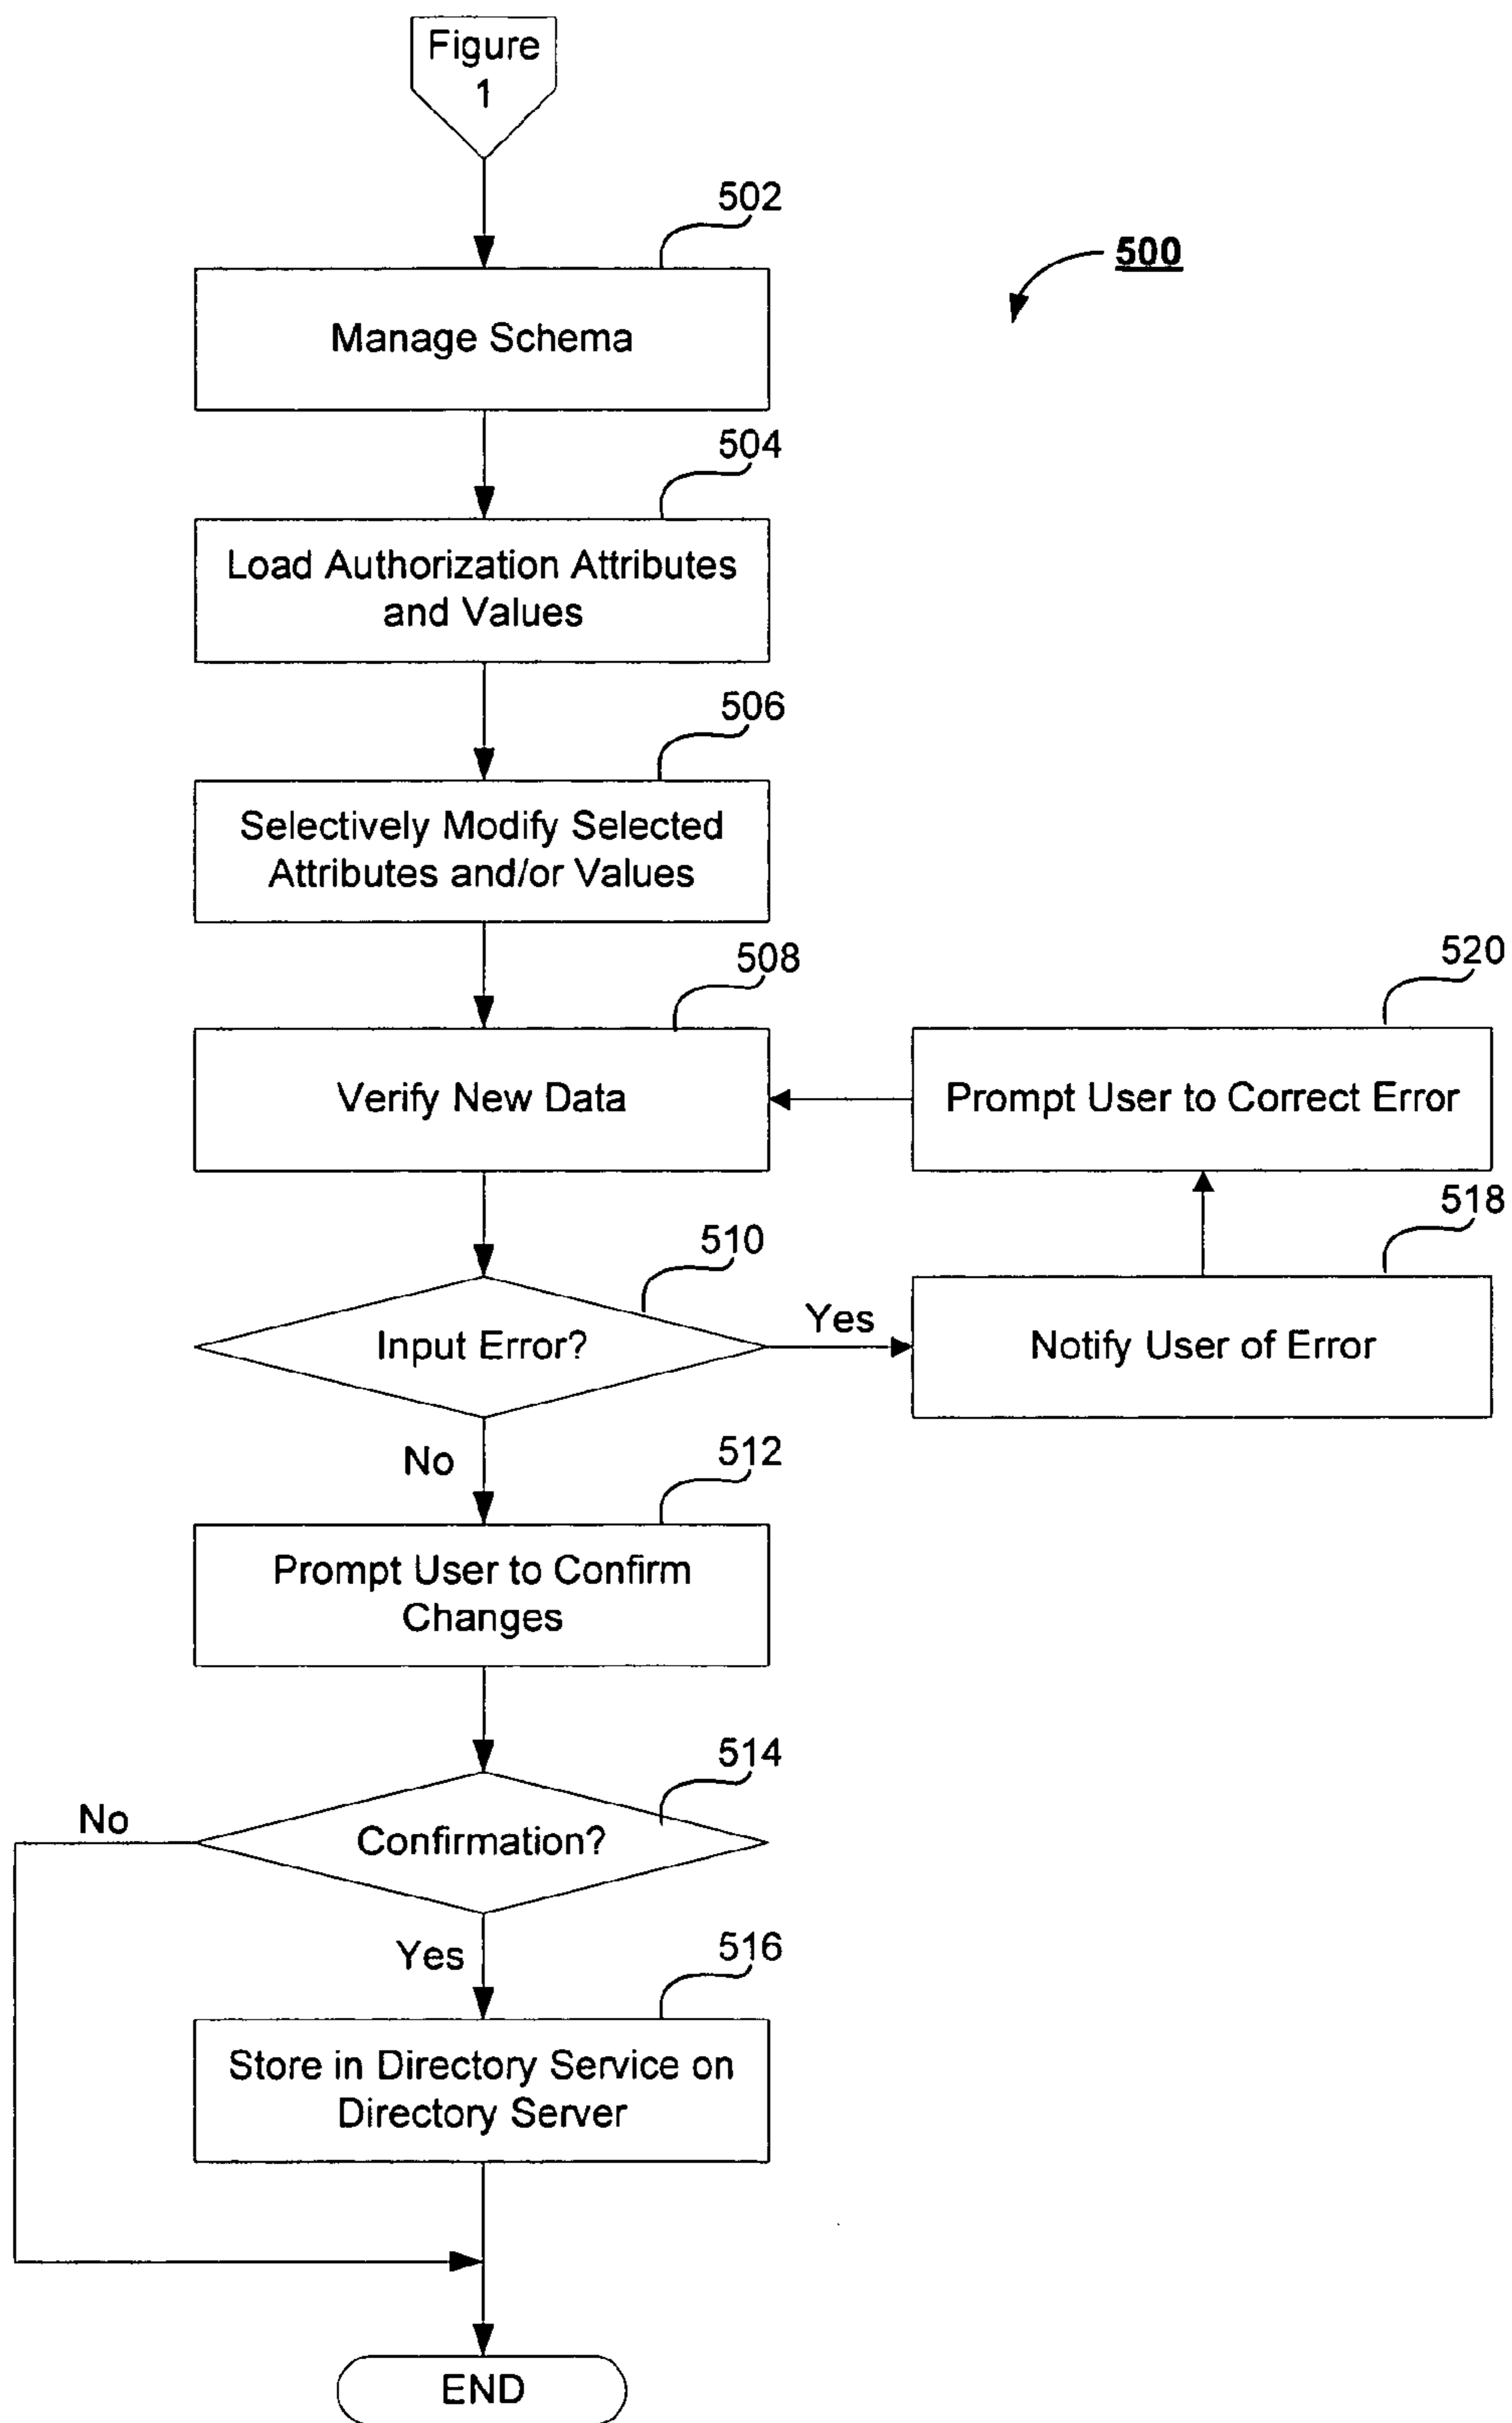 Figure
1
502
500
Manage Schema
504
Load Authorization Attributes
and Values
506
Selectively Modify Selected
Attributes and/or Values
508
520
Verify New Data
Prompt User to Correct Error
518
510
Input Error?
Yes
Notify User of Error
No
512
Prompt User to Confirm
Changes
514
No
Confirmation?
Yes
516
Store in Directory Service on
Directory Server
END